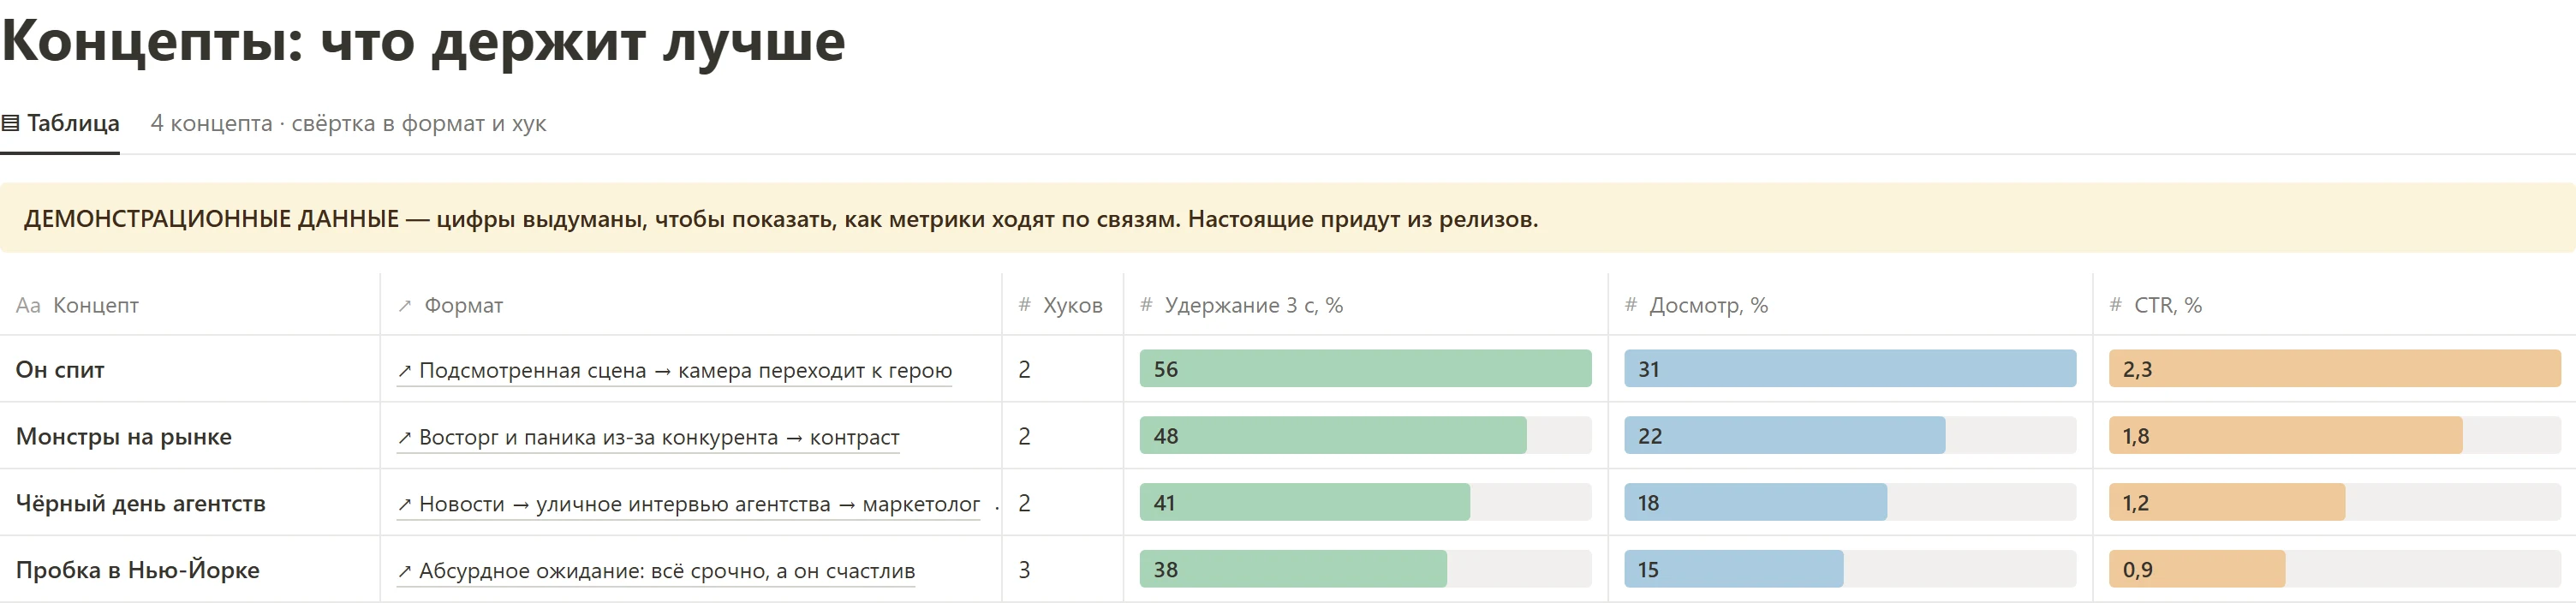 Концепты: что держит лучше
Таблица 4 концепта · свёртка в формат и хук
ДЕМОНСТРАЦИОННЫЕ ДАННЫЕ — цифры выдуманы, чтобы показать, как метрики ходят по связям. Настоящие придут из релизов.
Aa Концепт ↗ Формат # Хуков # Удержание 3 с, % # Досмотр, % # CTR, %
Он спит ↗ Подсмотренная сцена → камера переходит к герою 2 56 31 2,3
Монстры на рынке ↗ Восторг и паника из-за конкурента → контраст 2 48 22 1,8
Чёрный день агентств ↗ Новости → уличное интервью агентства → маркетолог . 2 41 18 1,2
Пробка в Нью-Йорке ↗ Абсурдное ожидание: всё срочно, а он счастлив 3 38 15 0,9